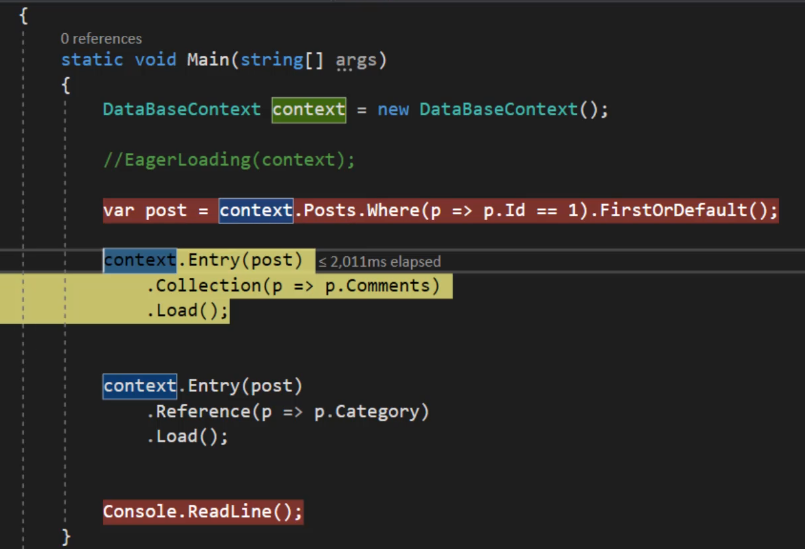 {
0 references
static void Main(string[] args)
{
DataBaseContext context = new DataBaseContext();
//EagerLoading(context);
var post = context.Posts.Where(p => p.Id == 1).FirstOrDefault();
context.Entry(post) ≤ 2,011ms elapsed
.Collection(p => p.Comments)
.Load();
context.Entry(post)
.Reference(p => p.Category)
.Load();
Console.ReadLine();
}